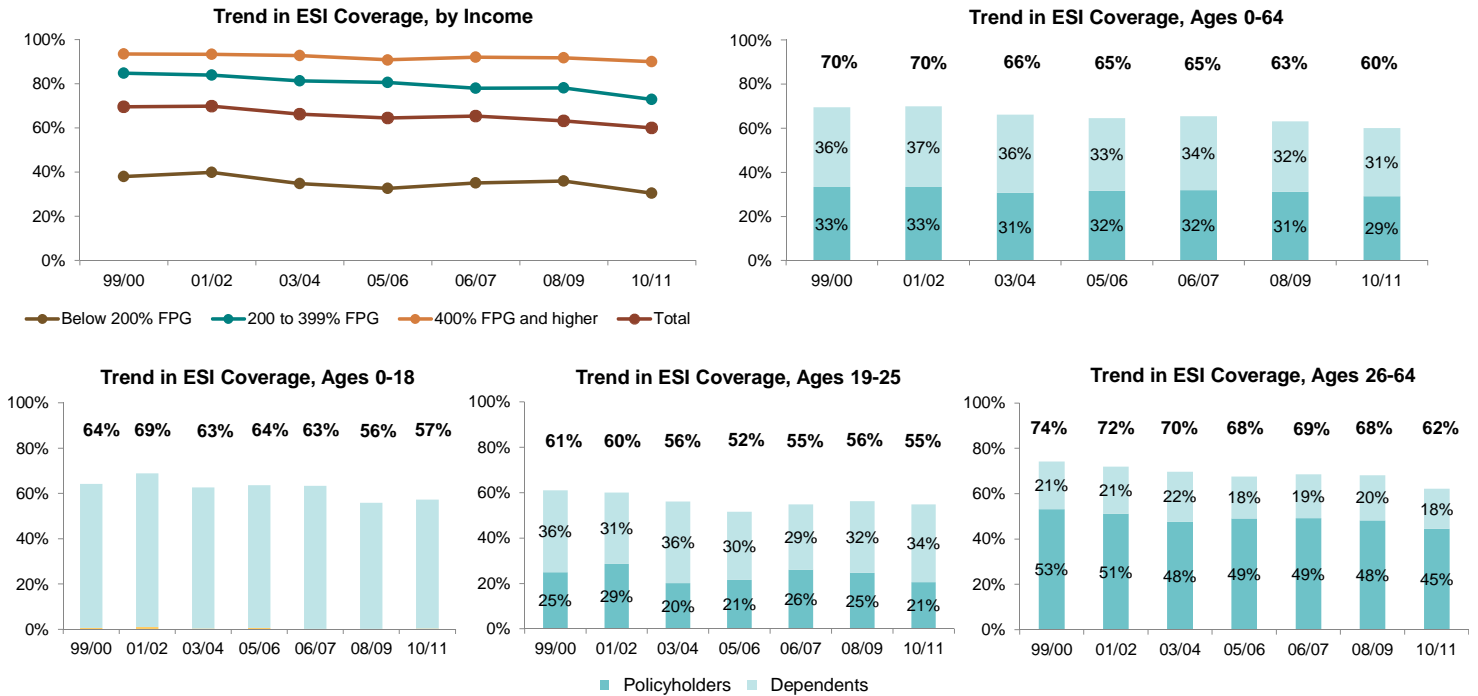 Trend in ESI Coverage, by Income
100%
80%
60%
40%
20%
0%
99/00 01/02 03/04 05/06 06/07 08/09 10/11
Below 200% FPG 200 to 399% FPG 400% FPG and higher Total
Trend in ESI Coverage, Ages 0-64
100%
70% 70% 66% 65% 65% 63% 60%
80%
60%
36% 37% 36% 33% 34% 32% 31%
40%
20%
33% 33% 31% 32% 32% 31% 29%
0%
99/00 01/02 03/04 05/06 06/07 08/09 10/11
Trend in ESI Coverage, Ages 0-18
100%
64% 69% 63% 64% 63% 56% 57%
80%
60%
40%
20%
0%
99/00 01/02 03/04 05/06 06/07 08/09 10/11
Trend in ESI Coverage, Ages 19-25
100%
61% 60% 56% 52% 55% 56% 55%
80%
60%
36% 31% 36% 30% 29% 32% 34%
40%
20%
25% 29% 20% 21% 26% 25% 21%
0%
99/00 01/02 03/04 05/06 06/07 08/09 10/11
Trend in ESI Coverage, Ages 26-64
100%
74% 72% 70% 68% 69% 68% 62%
80%
21% 21% 22% 18% 19% 20% 18%
60%
40%
53% 51% 48% 49% 49% 48% 45%
20%
0%
99/00 01/02 03/04 05/06 06/07 08/09 10/11
Policyholders Dependents